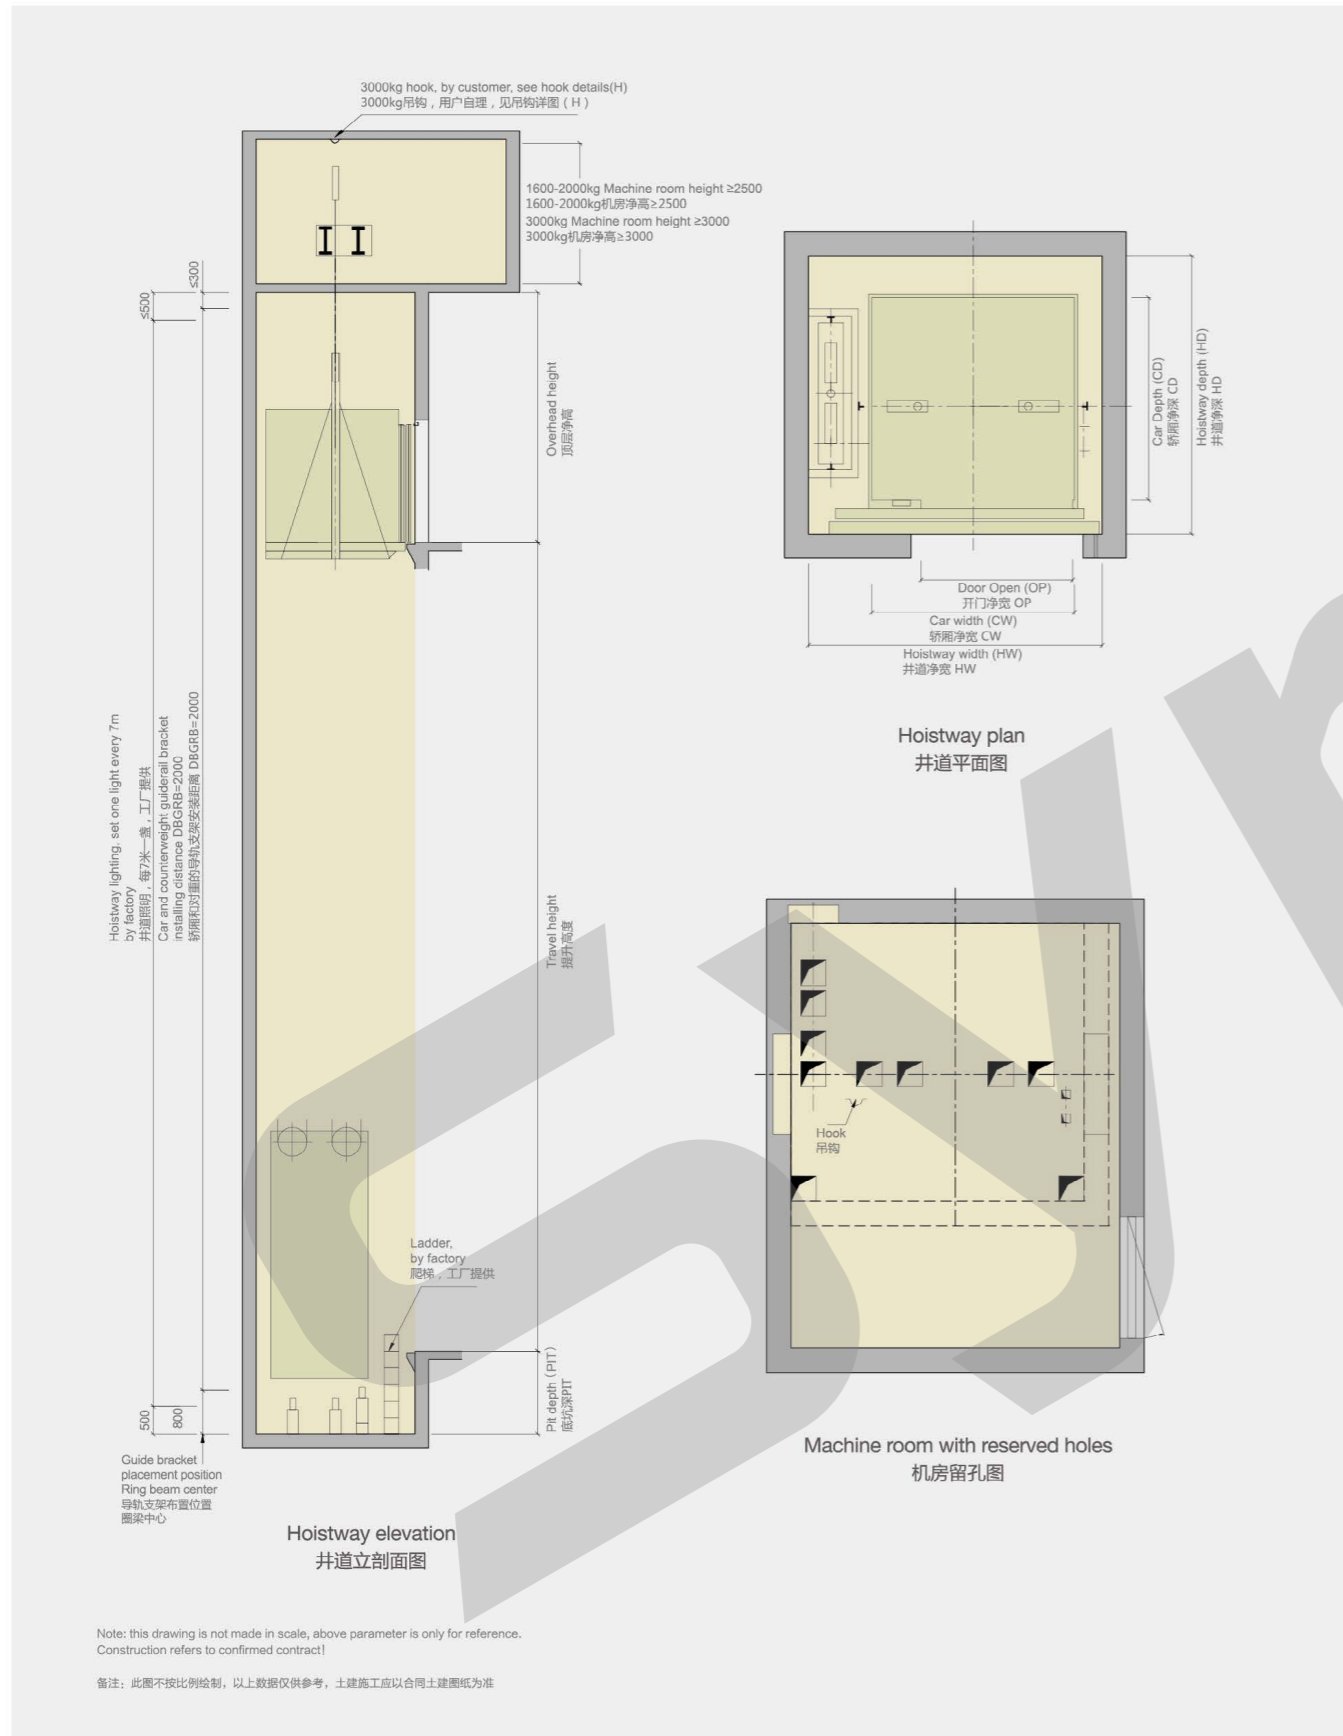 3000kg hook, by customer, see hook details(H)
3000kg吊钩，用户自理，见吊钩详图（H）
1600-2000kg Machine room height ≥2500
1600-2000kg机房净高≥2500
3000kg Machine room height ≥3000
3000kg机房净高≥3000
≤300
≤500
Overhead height
顶层净高
Hoistway lighting, set one light every 7m
by factory
井道照明，每7米一盏，工厂提供
Car and counterweight guiderail bracket
installing distance DBGRB=2000
轿厢和对重的导轨支架安装距离 DBGRB=2000
Travel height
提升高度
Ladder,
by factory
爬梯，工厂提供
Pit depth (PIT)
底坑深PIT
500
800
Guide bracket
placement position
Ring beam center
导轨支架布置位置
圈梁中心
Hoistway elevation
井道立剖面图
Car Depth (CD)
轿厢净深 CD
Hoistway depth (HD)
井道净深 HD
Door Open (OP)
开门净宽 OP
Car width (CW)
轿厢净宽 CW
Hoistway width (HW)
井道净宽 HW
Hoistway plan
井道平面图
Hook
吊钩
Machine room with reserved holes
机房留孔图
Note: this drawing is not made in scale, above parameter is only for reference.
Construction refers to confirmed contract!
备注：此图不按比例绘制，以上数据仅供参考，土建施工应以合同土建图纸为准